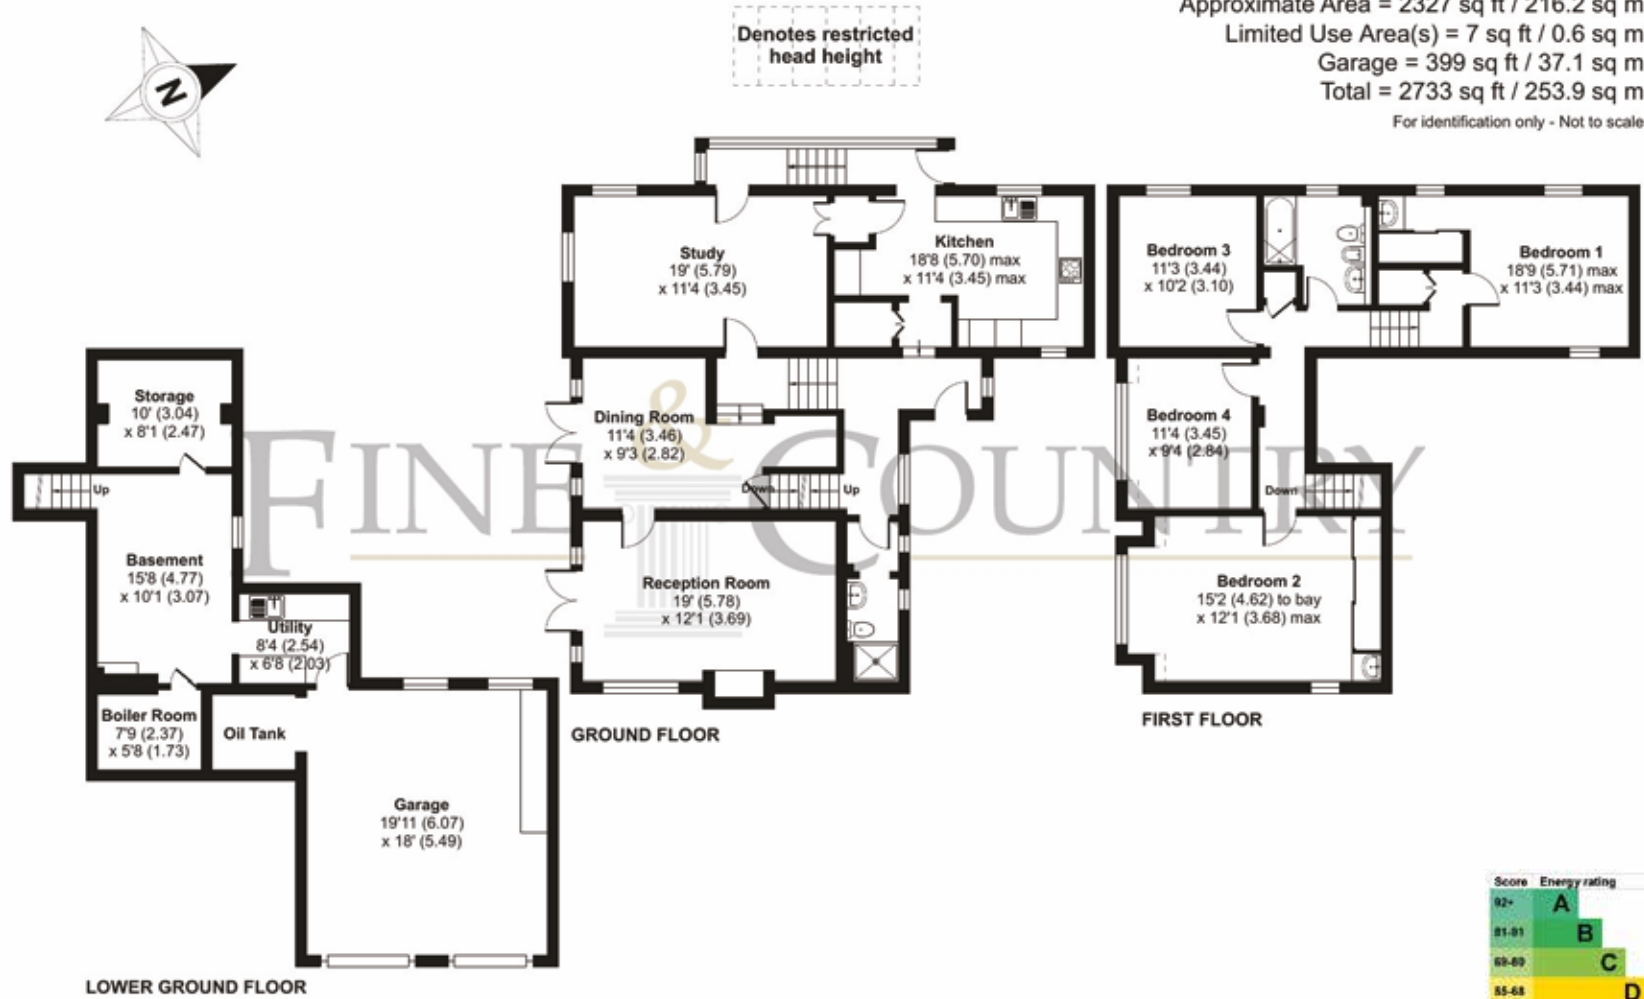 Approximate Area = 2327 sq ft / 216.2 sq m
Limited Use Area(s) = 7 sq ft / 0.6 sq m
Garage = 399 sq ft / 37.1 sq m
Total = 2733 sq ft / 253.9 sq m
For identification only - Not to scale
Denotes restricted
head height
N
Study
19' (5.79)
x 11'4 (3.45)
Kitchen
18'8 (5.70) max
x 11'4 (3.45) max
Dining Room
11'4 (3.46)
x 9'3 (2.82)
Down
Up
Reception Room
19' (5.78)
x 12'1 (3.69)
GROUND FLOOR
Bedroom 3
11'3 (3.44)
x 10'2 (3.10)
Bedroom 1
18'9 (5.71) max
x 11'3 (3.44) max
Bedroom 4
11'4 (3.45)
x 9'4 (2.84)
Down
Bedroom 2
15'2 (4.62) to bay
x 12'1 (3.68) max
FIRST FLOOR
Storage
10' (3.04)
x 8'1 (2.47)
Up
Basement
15'8 (4.77)
x 10'1 (3.07)
Utility
8'4 (2.54)
x 6'8 (2.03)
Boiler Room
7'9 (2.37)
x 5'8 (1.73)
Oil Tank
Garage
19'11 (6.07)
x 18' (5.49)
LOWER GROUND FLOOR
FINE & COUNTRY
Score Energy rating
92+ A
81-91 B
69-80 C
55-68 D